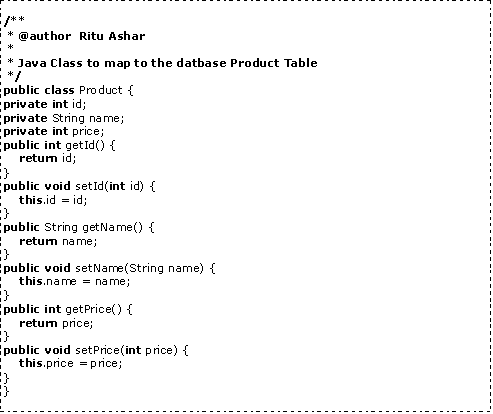 /**
 * @author  Ritu Ashar
 *
 * Java Class to map to the datbase Product Table
 */
public class Product {
private int id;
private String name;
private int price;
public int getId() {
    return id;
}
public void setId(int id) {
    this.id = id;
}
public String getName() {
    return name;
}
public void setName(String name) {
    this.name = name;
}
public int getPrice() {
    return price;
}
public void setPrice(int price) {
    this.price = price;
}
}